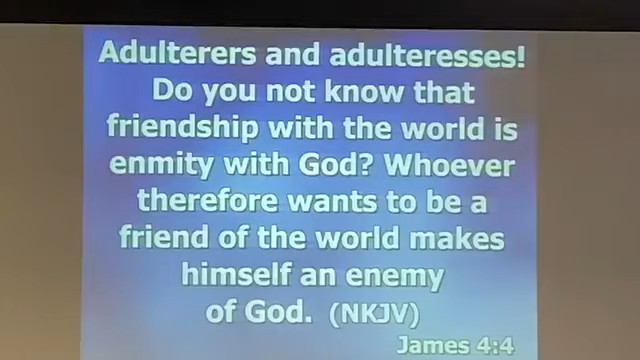 Adulterers and adulteresses!
Do you not know that
friendship with the world is
enmity with God? Whoever
therefore wants to be a
friend of the world makes
himself an enemy
of God. (NKJV)
James 4:4